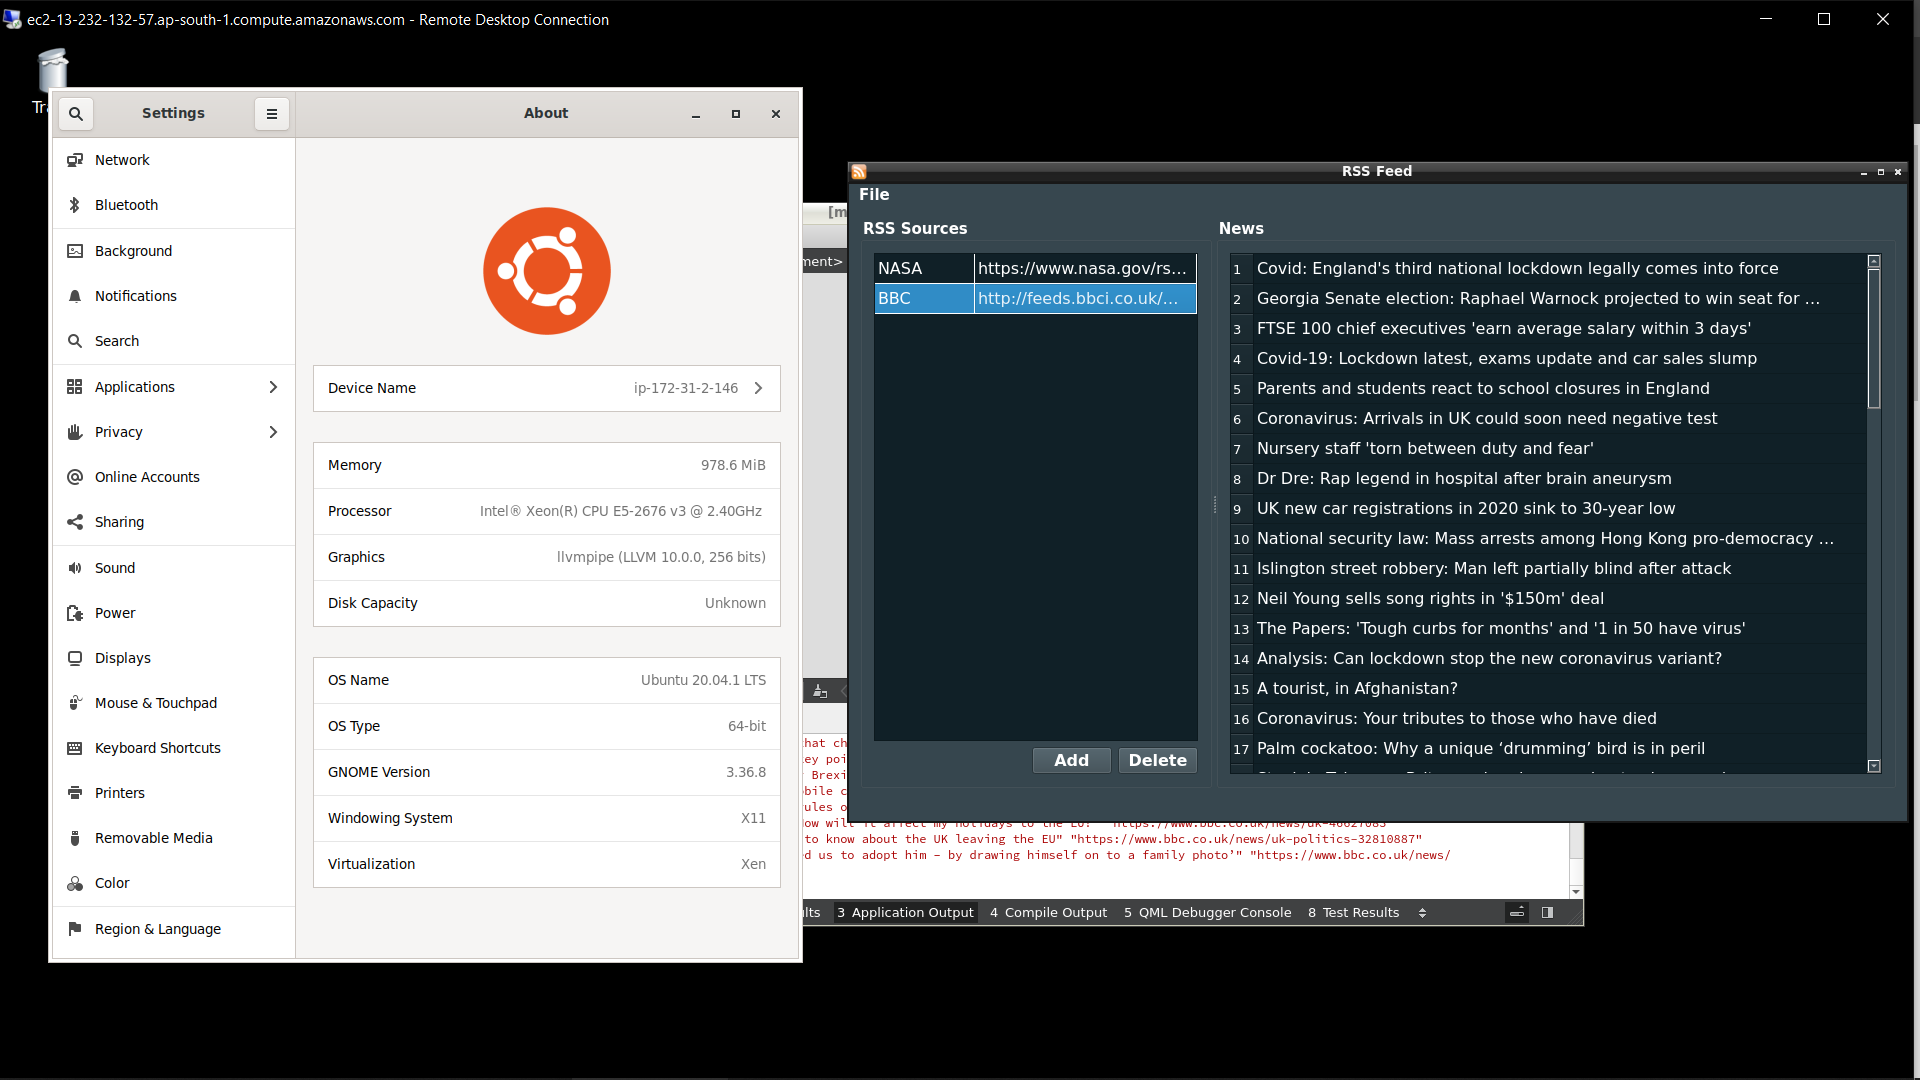 ec2-13-232-132-57.ap-south-1.compute.amazonaws.com - Remote Desktop Connection
Settings
About
Network
Bluetooth
Background
Notifications
Search
Applications
Privacy
Online Accounts
Sharing
Sound
Power
Displays
Mouse & Touchpad
Keyboard Shortcuts
Printers
Removable Media
Color
Region & Language
Device Name ip-172-31-2-146
Memory 978.6 MiB
Processor Intel® Xeon(R) CPU E5-2676 v3 @ 2.40GHz
Graphics llvmpipe (LLVM 10.0.0, 256 bits)
Disk Capacity Unknown
OS Name Ubuntu 20.04.1 LTS
OS Type 64-bit
GNOME Version 3.36.8
Windowing System X11
Virtualization Xen
RSS Feed
File
RSS Sources
NASA https://www.nasa.gov/rs...
BBC http://feeds.bbci.co.uk/...
Add Delete
News
1 Covid: England's third national lockdown legally comes into force
2 Georgia Senate election: Raphael Warnock projected to win seat for ...
3 FTSE 100 chief executives 'earn average salary within 3 days'
4 Covid-19: Lockdown latest, exams update and car sales slump
5 Parents and students react to school closures in England
6 Coronavirus: Arrivals in UK could soon need negative test
7 Nursery staff 'torn between duty and fear'
8 Dr Dre: Rap legend in hospital after brain aneurysm
9 UK new car registrations in 2020 sink to 30-year low
10 National security law: Mass arrests among Hong Kong pro-democracy ...
11 Islington street robbery: Man left partially blind after attack
12 Neil Young sells song rights in '$150m' deal
13 The Papers: 'Tough curbs for months' and '1 in 50 have virus'
14 Analysis: Can lockdown stop the new coronavirus variant?
15 A tourist, in Afghanistan?
16 Coronavirus: Your tributes to those who have died
17 Palm cockatoo: Why a unique ‘drumming’ bird is in peril
[m
ment>
hat ch
ey poi
Brexi
bile c
ules o
ow will it affect my holidays to the EU?" "https://www.bbc.co.uk/news/uk-46627083"
to know about the UK leaving the EU" "https://www.bbc.co.uk/news/uk-politics-32810887"
d us to adopt him – by drawing himself on to a family photo’" "https://www.bbc.co.uk/news/
lts 3 Application Output 4 Compile Output 5 QML Debugger Console 8 Test Results